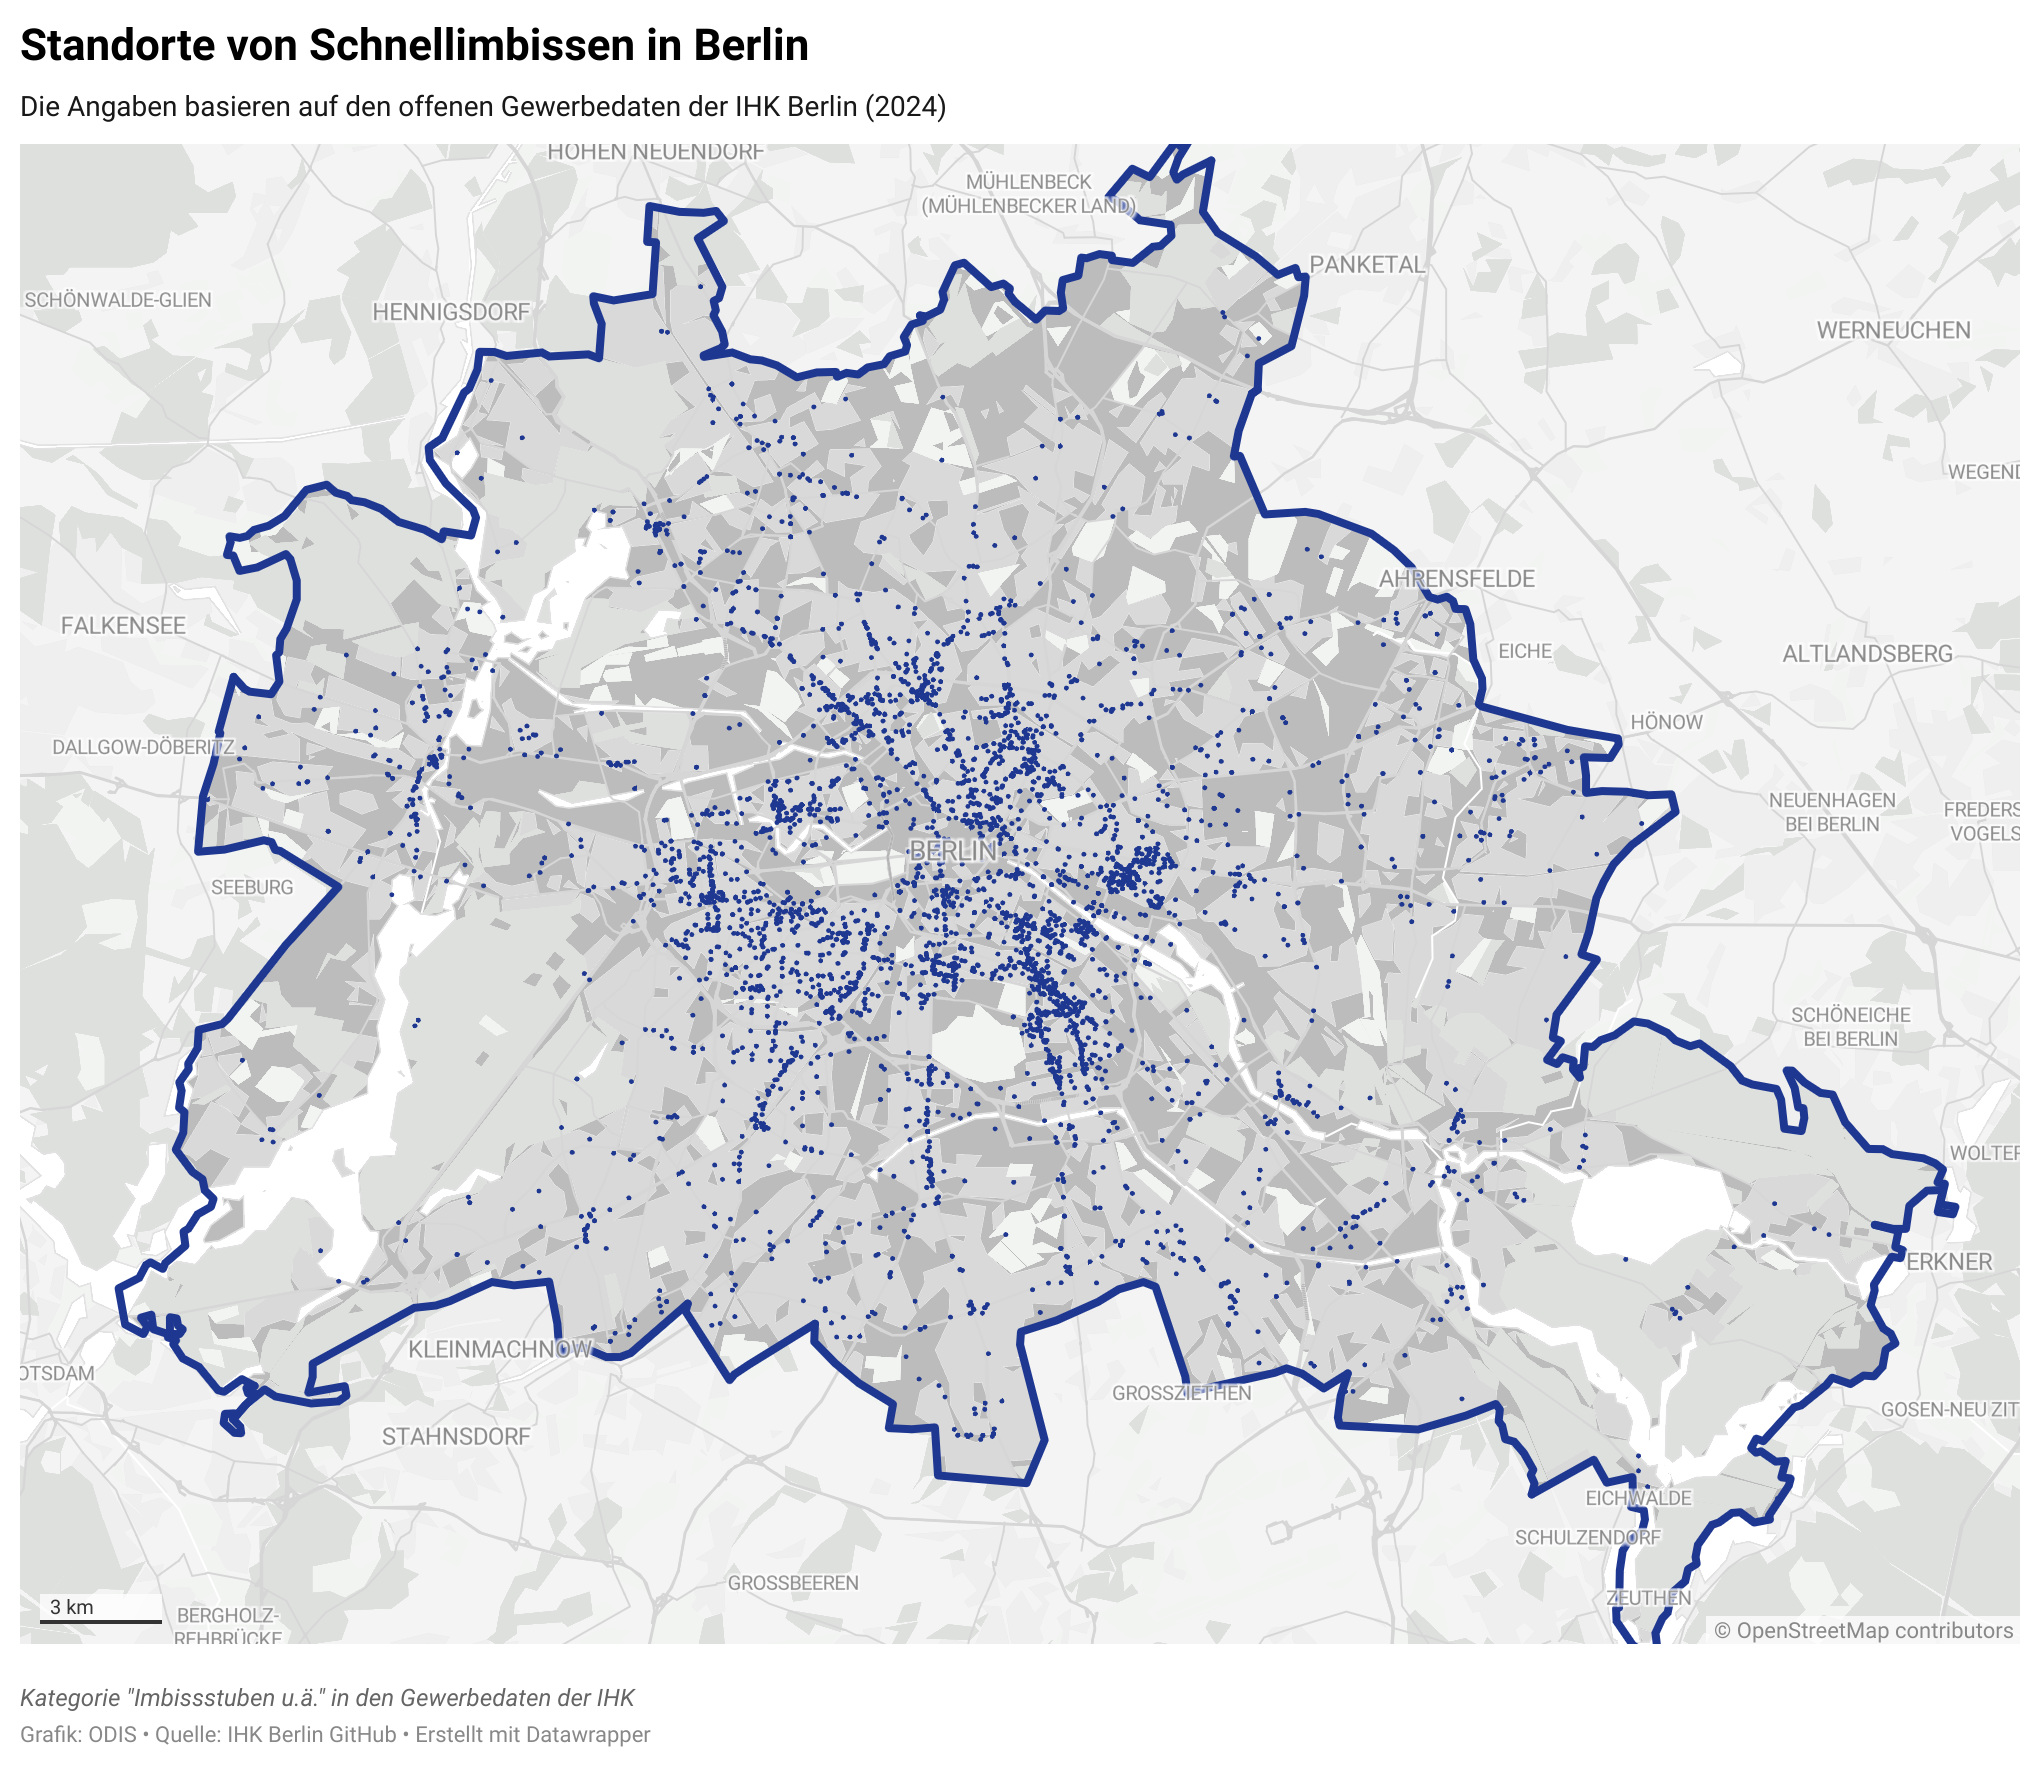 Standorte von Schnellimbissen in Berlin
Die Angaben basieren auf den offenen Gewerbedaten der IHK Berlin (2024)
HOHEN NEUENDORF
MÜHLENBECK
(MÜHLENBECKER LAND)
PANKETAL
SCHÖNWALDE-GLIEN
HENNIGSDORF
WERNEUCHEN
WEGEND
AHRENSFELDE
FALKENSEE
EICHE
ALTLANDSBERG
HÖNOW
DALLGOW-DÖBERITZ
NEUENHAGEN
BEI BERLIN
FREDERS
VOGELS
BERLIN
SEEBURG
SCHÖNEICHE
BEI BERLIN
WOLTER
ERKNER
KLEINMACHNOW
OTSDAM
GROSSZIETHEN
GOSEN-NEU ZIT
STAHNSDORF
EICHWALDE
SCHULZENDORF
GROSSBEEREN
ZEUTHEN
3 km
BERGHOLZ-
REHBRÜCKE
© OpenStreetMap contributors
Kategorie "Imbissstuben u.ä." in den Gewerbedaten der IHK
Grafik: ODIS • Quelle: IHK Berlin GitHub • Erstellt mit Datawrapper